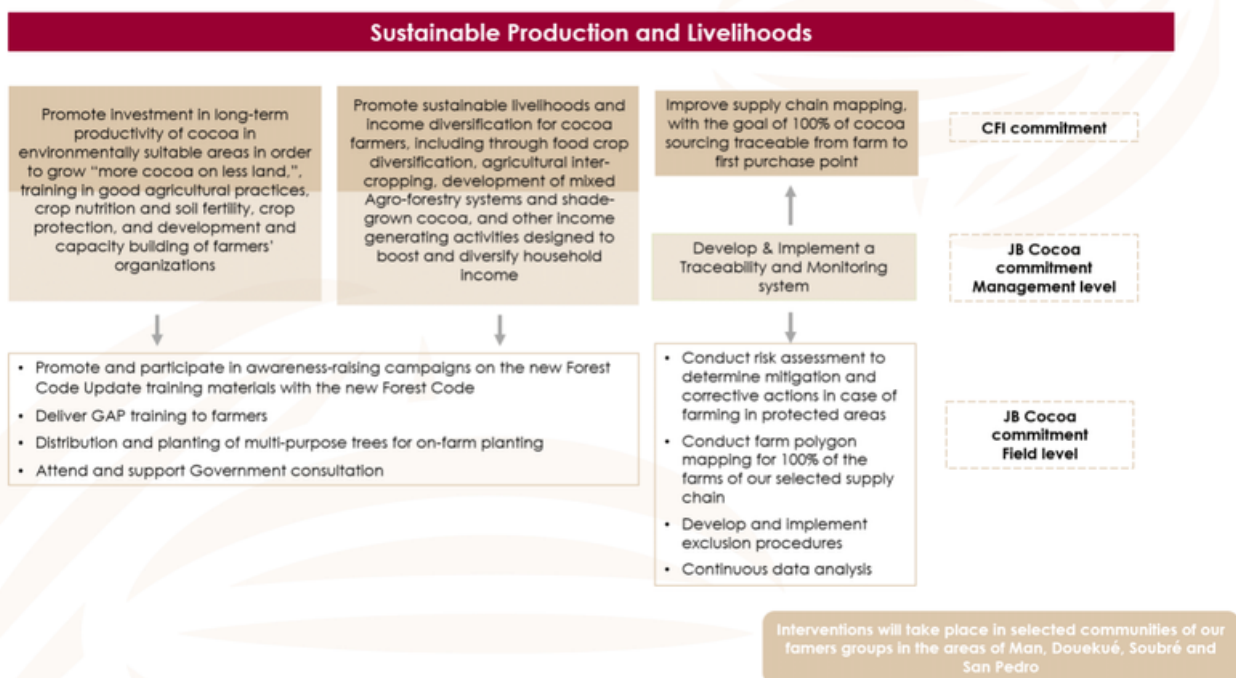 Sustainable Production and Livelihoods
Promote investment in long-term
productivity of cocoa in
environmentally suitable areas in order
to grow “more cocoa on less land,”,
training in good agricultural practices,
crop nutrition and soil fertility, crop
protection, and development and
capacity building of farmers’
organizations
Promote sustainable livelihoods and
income diversification for cocoa
farmers, including through food crop
diversification, agricultural inter-
cropping, development of mixed
Agro-forestry systems and shade-
grown cocoa, and other income
generating activities designed to
boost and diversify household
income
Improve supply chain mapping,
with the goal of 100% of cocoa
sourcing traceable from farm to
first purchase point
CFI commitment
Develop & Implement a
Traceability and Monitoring
system
JB Cocoa
commitment
Management level
• Promote and participate in awareness-raising campaigns on the new Forest
Code Update training materials with the new Forest Code
• Deliver GAP training to farmers
• Distribution and planting of multi-purpose trees for on-farm planting
• Attend and support Government consultation
• Conduct risk assessment to
determine mitigation and
corrective actions in case of
farming in protected areas
• Conduct farm polygon
mapping for 100% of the
farms of our selected supply
chain
• Develop and Implement
exclusion procedures
• Continuous data analysis
JB Cocoa
commitment
Field level
Interventions will take place in selected communities of our
famers groups in the areas of Man, Douekué, Soubré and
San Pedro